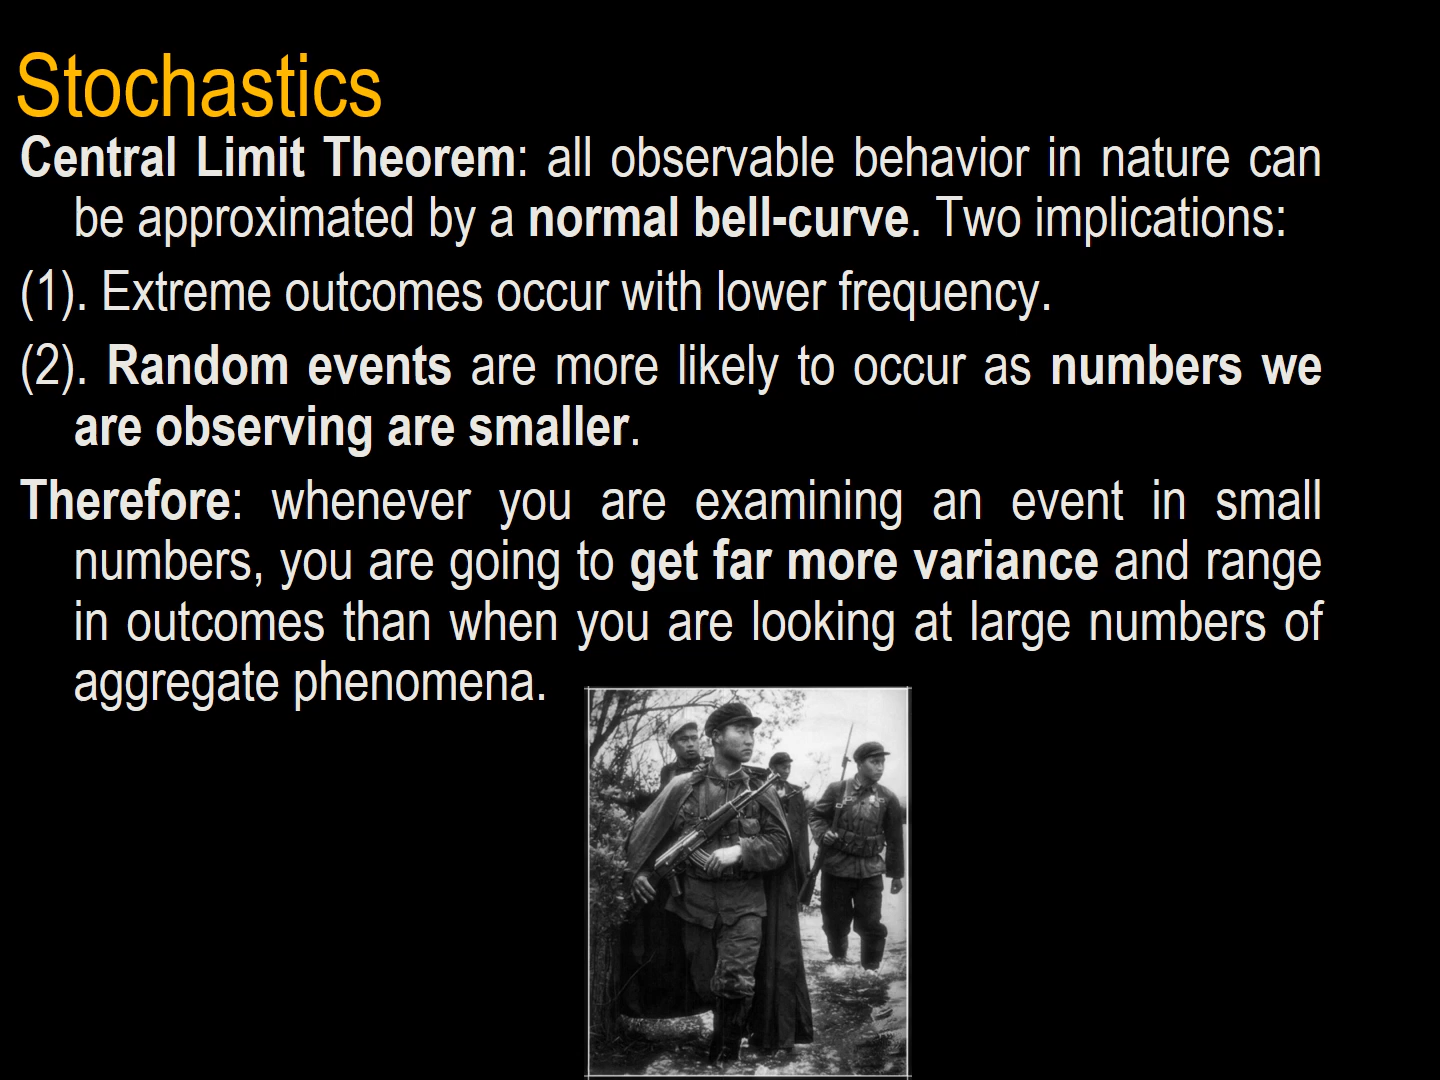 Stochastics
Central Limit Theorem: all observable behavior in nature can
be approximated by a normal bell-curve. Two implications:
(1). Extreme outcomes occur with lower frequency.
(2). Random events are more likely to occur as numbers we
are observing are smaller.
Therefore: whenever you are examining an event in small
numbers, you are going to get far more variance and range
in outcomes than when you are looking at large numbers of
aggregate phenomena.